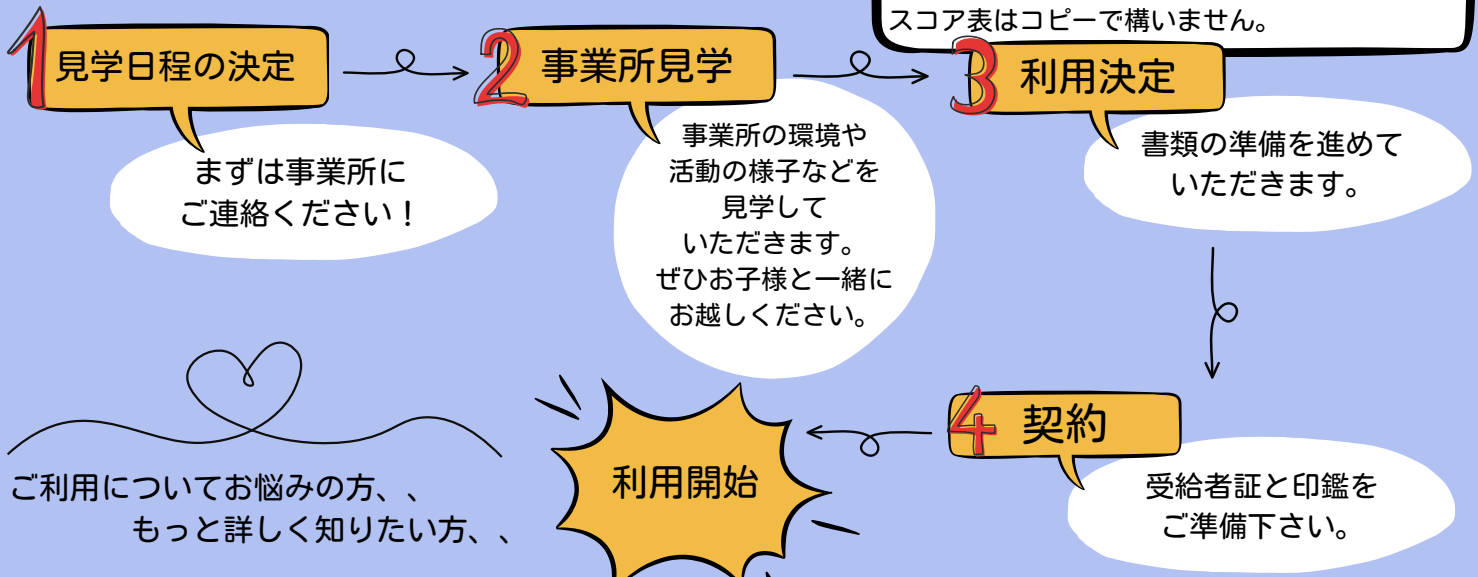 スコア表はコピーで構いません。
1 見学日程の決定
まずは事業所に
ご連絡ください！
2 事業所見学
事業所の環境や
活動の様子などを
見学して
いただきます。
ぜひお子様と一緒に
お越しください。
3 利用決定
書類の準備を進めて
いただきます。
4 契約
受給者証と印鑑を
ご準備下さい。
利用開始
ご利用についてお悩みの方、、
もっと詳しく知りたい方、、